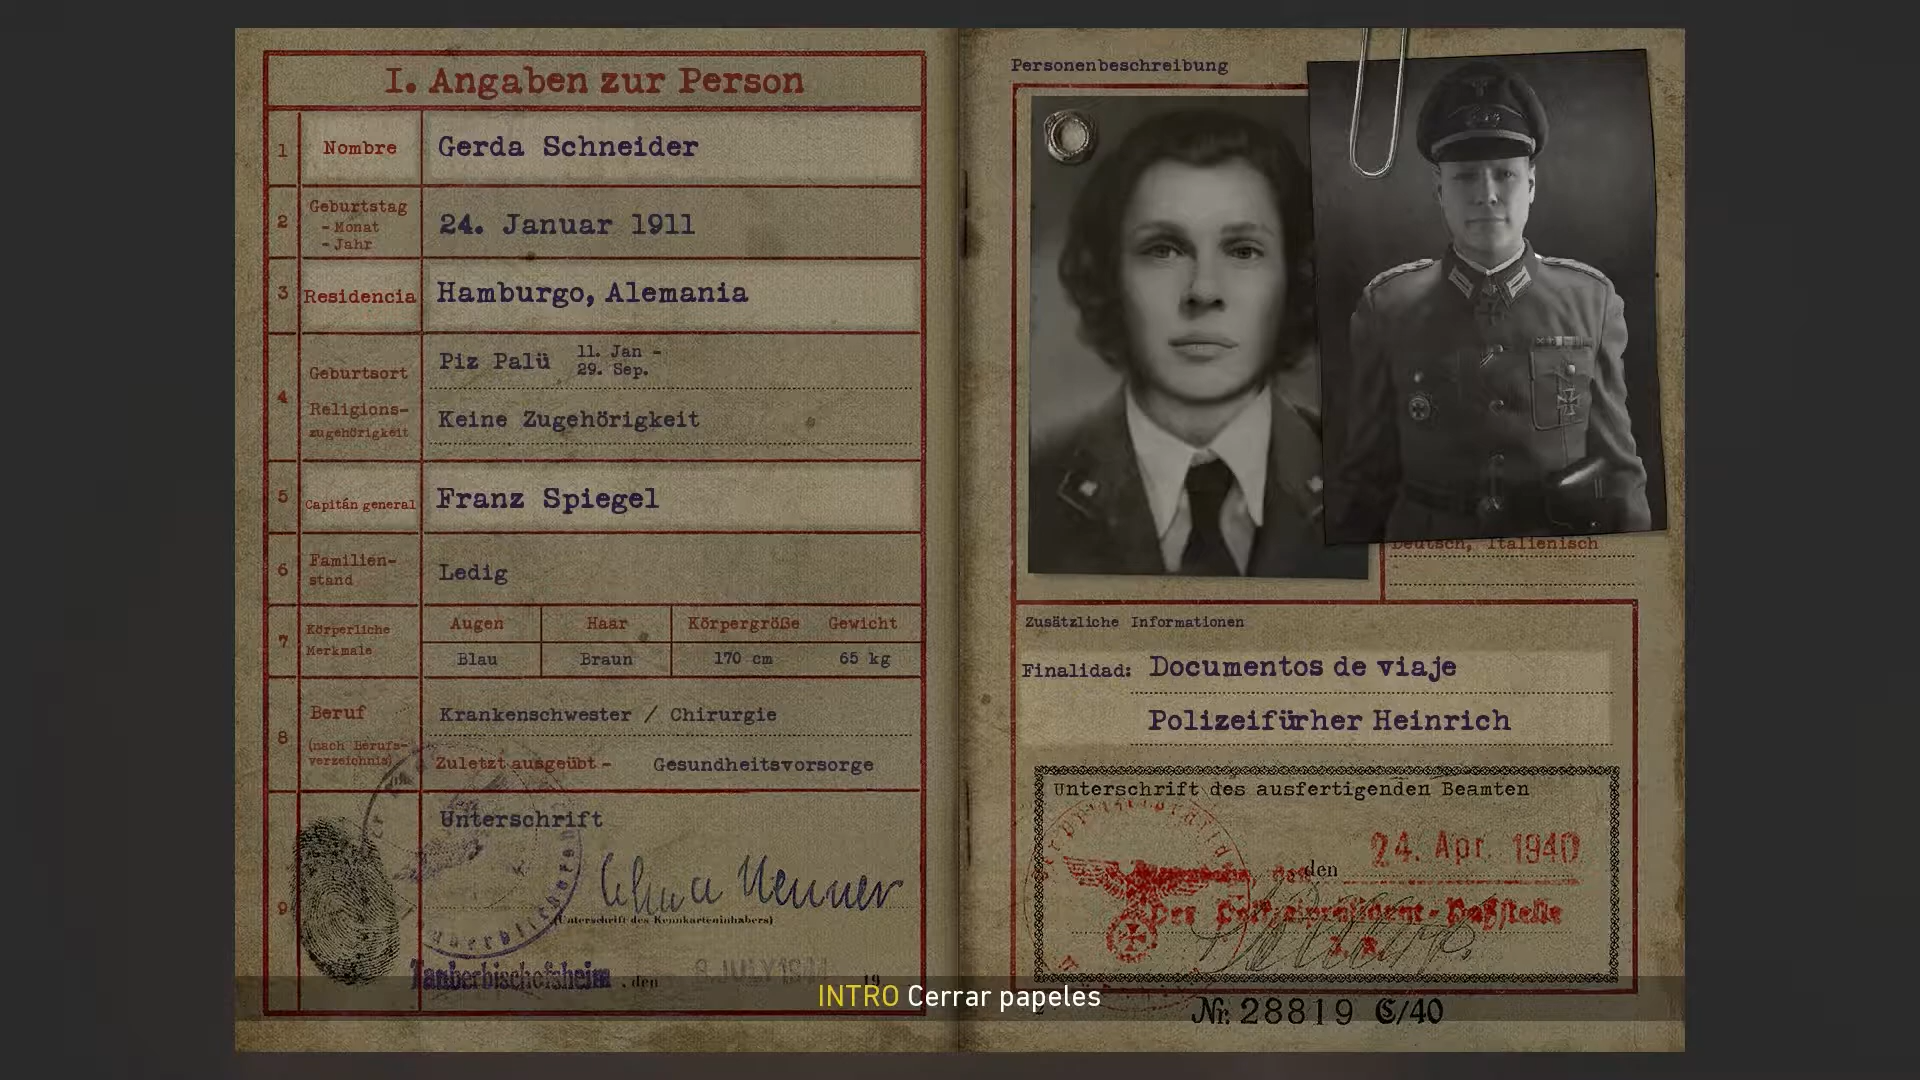 I. Angaben zur Person
1 Nombre Gerda Schneider
2 Geburtstag - Monat - Jahr 24. Januar 1911
3 Residencia Hamburgo, Alemania
4 Geburtsort Piz Palü 11. Jan - 29. Sep.
Religions- zugehörigkeit Keine Zugehörigkeit
5 Capitán general Franz Spiegel
6 Familien- stand Ledig
7 Körperliche Merkmale
Augen Haar Körpergröße Gewicht
Blau Braun 170 cm 65 kg
8 Beruf Krankenschwester / Chirurgie
(nach Berufs- verzeichnis) Zuletzt ausgeübt - Gesundheitsvorsorge
9 Unterschrift
(Unterschrift des Kennkarteninhabers)
Tauberbischofsheim , den 8 JULY 19
Personenbeschreibung
Deutsch, Italienisch
Zusätzliche Informationen
Finalidad: Documentos de viaje
Polizeifürher Heinrich
Unterschrift des ausfertigenden Beamten
den 24. Apr. 1940
Nr. 28819 C/40
INTRO Cerrar papeles